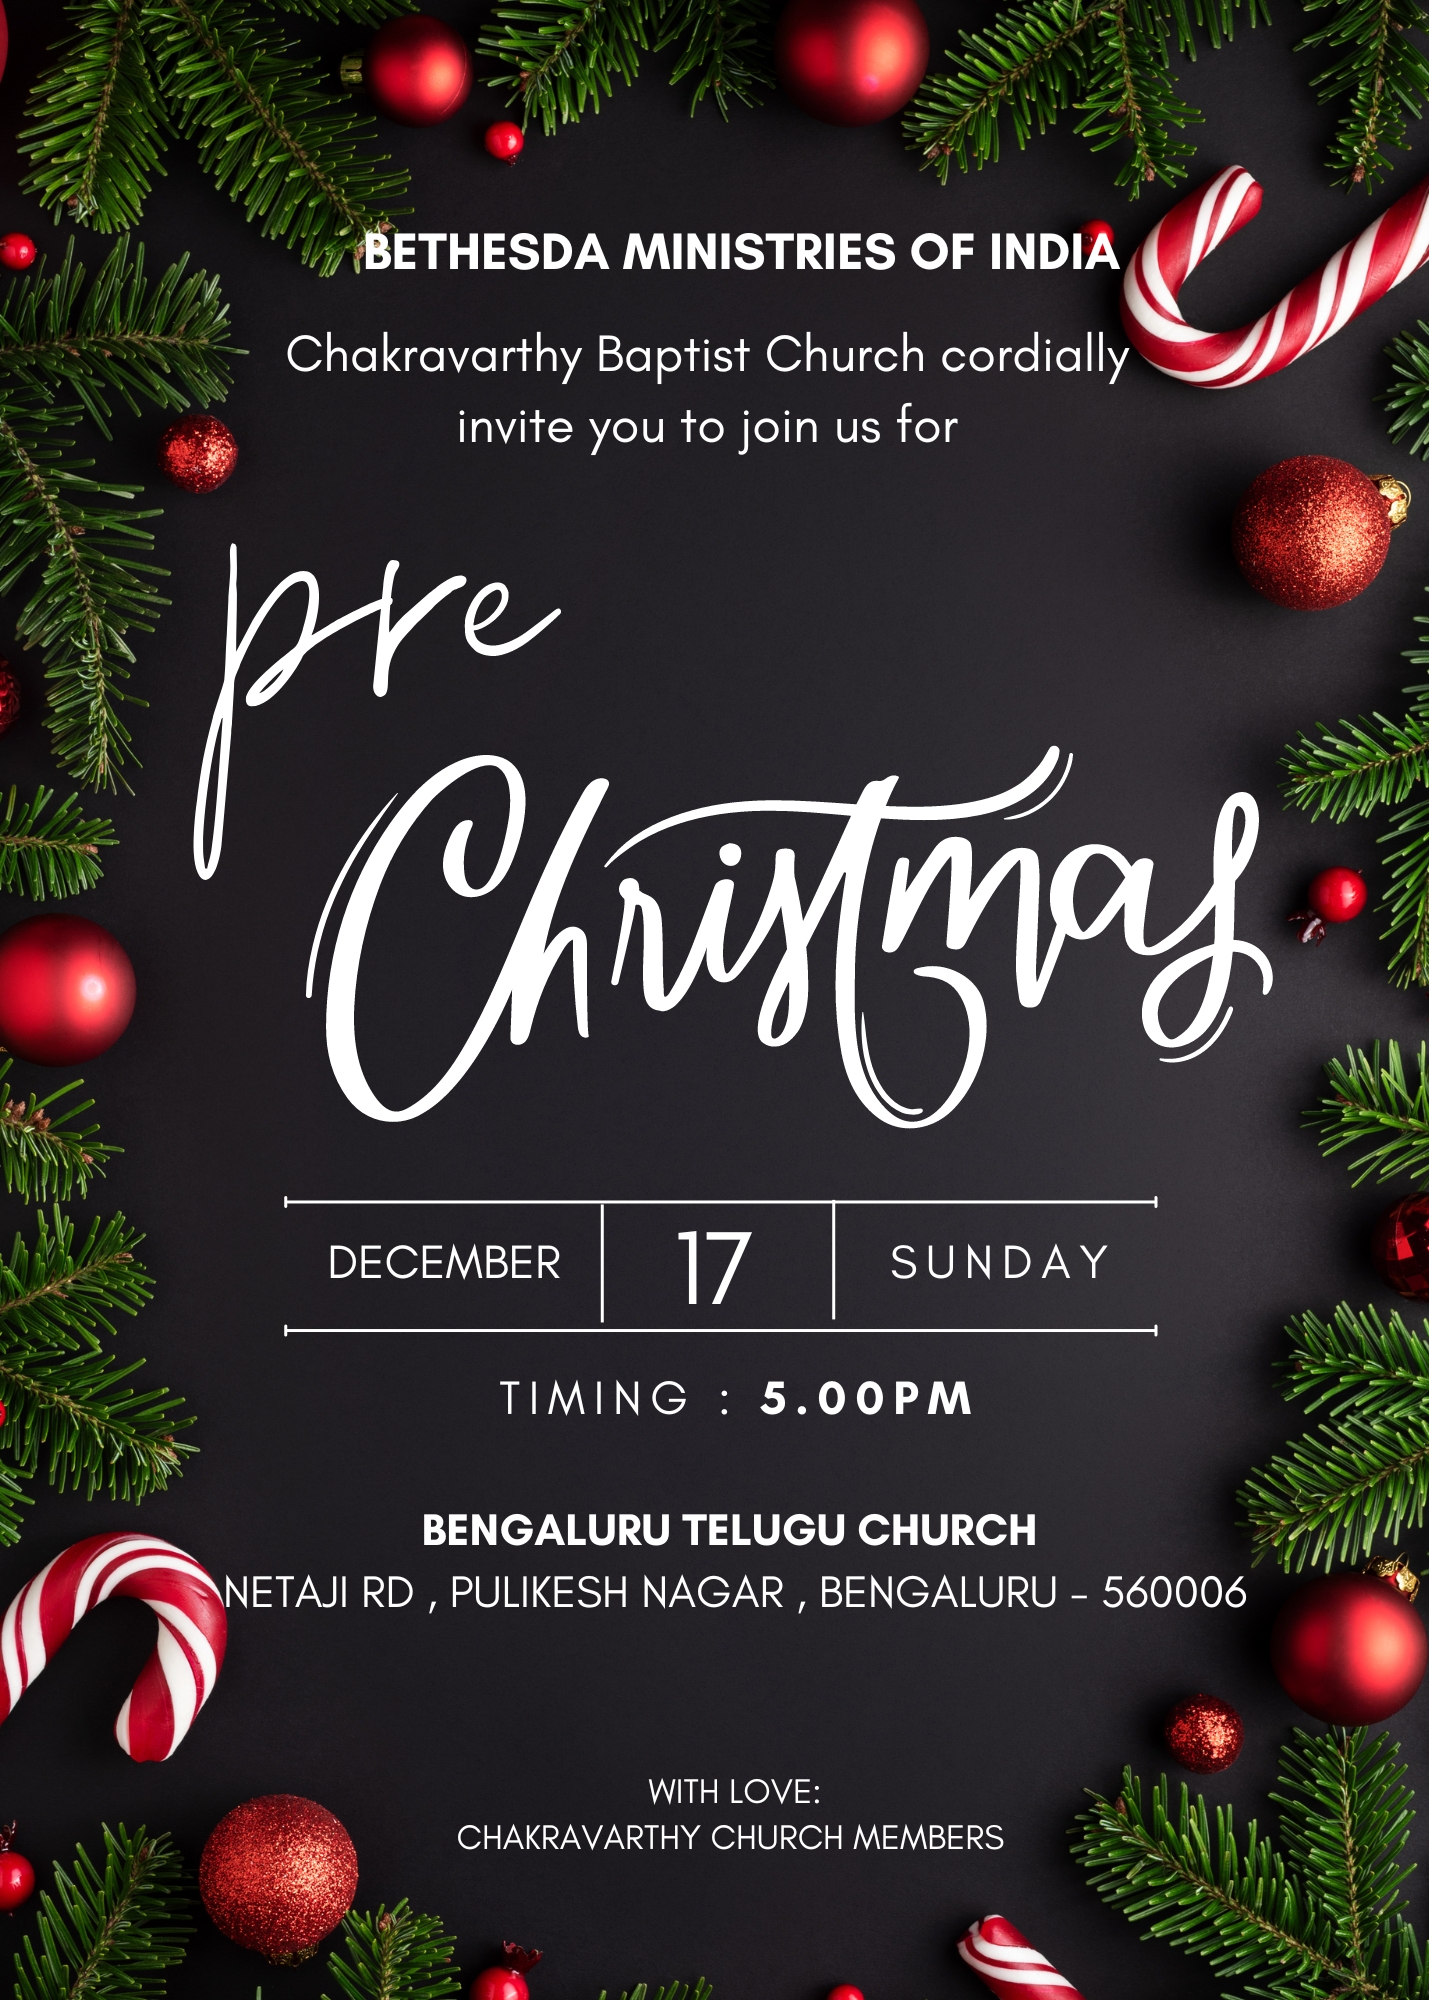 BETHESDA MINISTRIES OF INDIA
Chakravarthy Baptist Church cordially
invite you to join us for
pre
Christmas
DECEMBER 17 SUNDAY
TIMING : 5.00PM
BENGALURU TELUGU CHURCH
NETAJI RD , PULIKESH NAGAR , BENGALURU - 560006
WITH LOVE:
CHAKRAVARTHY CHURCH MEMBERS